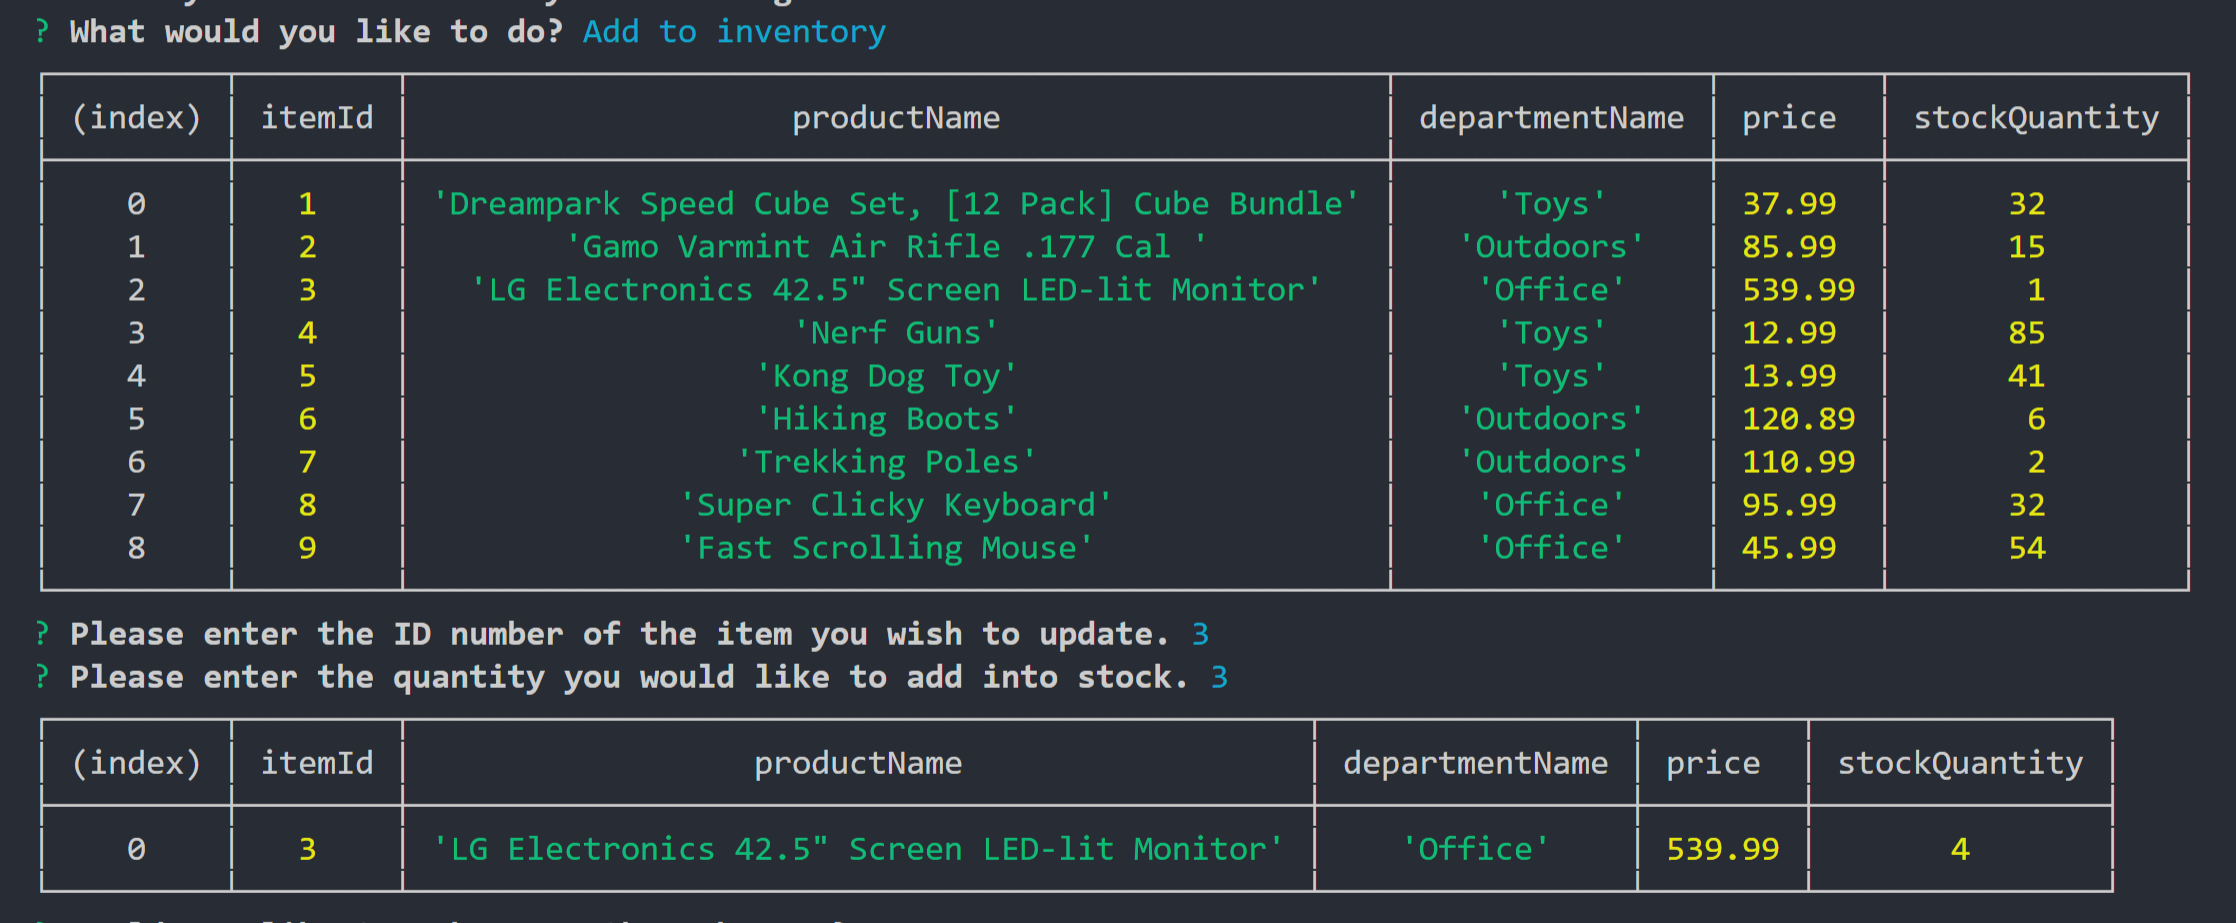 ? What would you like to do? Add to inventory
(index) itemId productName departmentName price stockQuantity
0 1 'Dreampark Speed Cube Set, [12 Pack] Cube Bundle' 'Toys' 37.99 32
1 2 'Gamo Varmint Air Rifle .177 Cal ' 'Outdoors' 85.99 15
2 3 'LG Electronics 42.5" Screen LED-lit Monitor' 'Office' 539.99 1
3 4 'Nerf Guns' 'Toys' 12.99 85
4 5 'Kong Dog Toy' 'Toys' 13.99 41
5 6 'Hiking Boots' 'Outdoors' 120.89 6
6 7 'Trekking Poles' 'Outdoors' 110.99 2
7 8 'Super Clicky Keyboard' 'Office' 95.99 32
8 9 'Fast Scrolling Mouse' 'Office' 45.99 54
? Please enter the ID number of the item you wish to update. 3
? Please enter the quantity you would like to add into stock. 3
(index) itemId productName departmentName price stockQuantity
0 3 'LG Electronics 42.5" Screen LED-lit Monitor' 'Office' 539.99 4